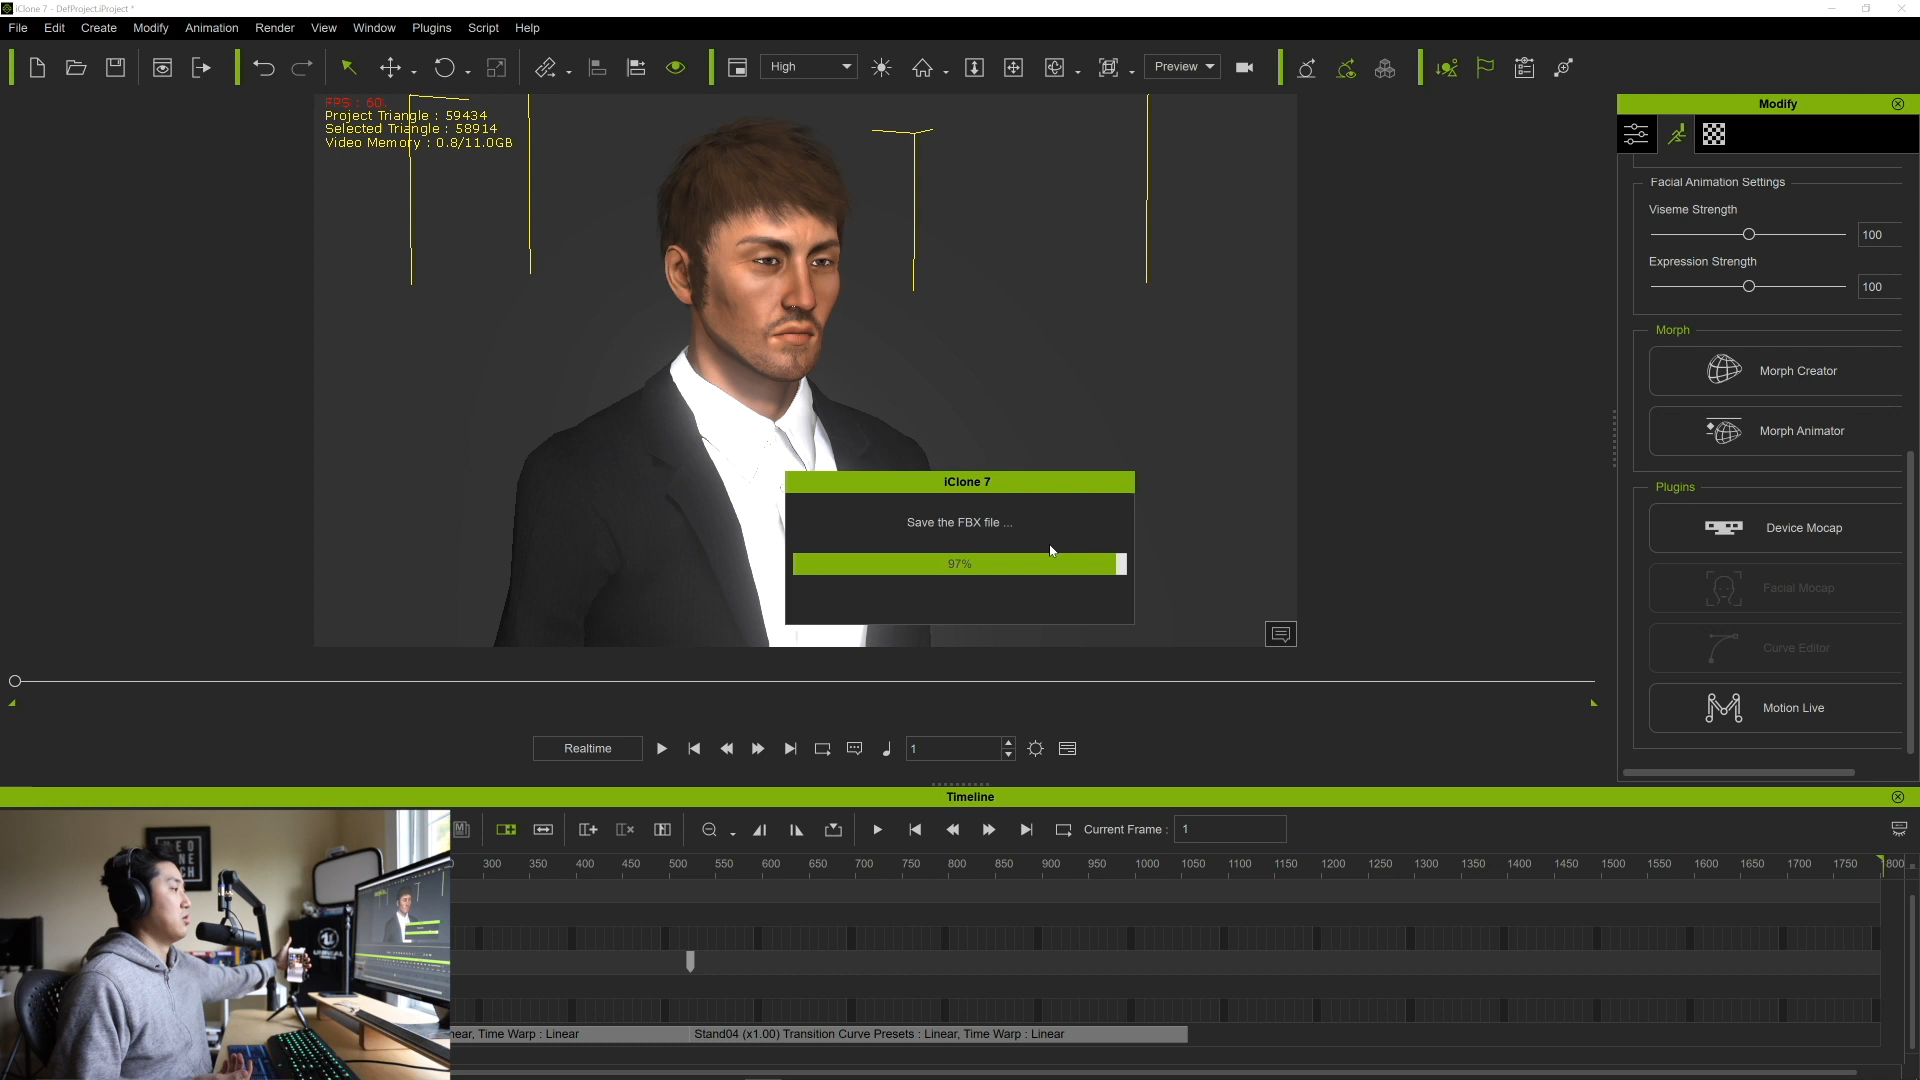 iClone 7 - DefProject.iProject *
File Edit Create Modify Animation Render View Window Plugins Script Help
High
Preview
FPS : 60.
Project Triangle : 59434
Selected Triangle : 58914
Video Memory : 0.8/11.0GB
Modify
Facial Animation Settings
Viseme Strength
100
Expression Strength
100
Morph
Morph Creator
Morph Animator
Plugins
Device Mocap
Facial Mocap
Curve Editor
Motion Live
iClone 7
Save the FBX file ...
97%
Realtime
1
Timeline
Current Frame : 1
300 350 400 450 500 550 600 650 700 750 800 850 900 950 1000 1050 1100 1150 1200 1250 1300 1350 1400 1450 1500 1550 1600 1650 1700 1750 800
near, Time Warp : Linear
Stand04 (x1.00) Transition Curve Presets : Linear, Time Warp : Linear